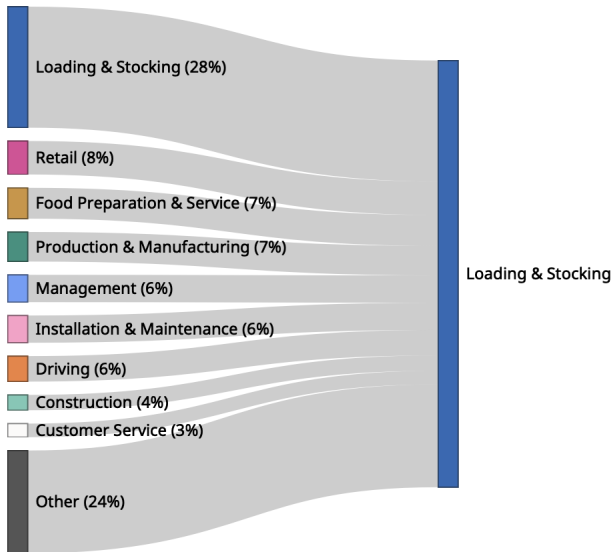 Loading & Stocking (28%)
Retail (8%)
Food Preparation & Service (7%)
Production & Manufacturing (7%)
Loading & Stocking
Management (6%)
Installation & Maintenance (6%)
Driving (6%)
Construction (4%)
Customer Service (3%)
Other (24%)